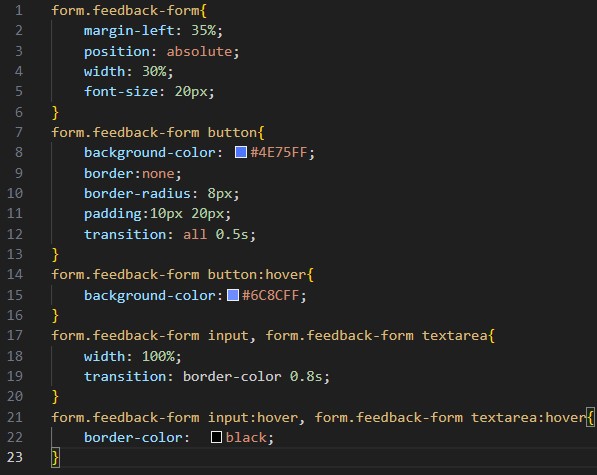 1 form.feedback-form{
2 margin-left: 35%;
3 position: absolute;
4 width: 30%;
5 font-size: 20px;
6 }
7 form.feedback-form button{
8 background-color: #4E75FF;
9 border:none;
10 border-radius: 8px;
11 padding:10px 20px;
12 transition: all 0.5s;
13 }
14 form.feedback-form button:hover{
15 background-color: #6C8CFF;
16 }
17 form.feedback-form input, form.feedback-form textarea{
18 width: 100%;
19 transition: border-color 0.8s;
20 }
21 form.feedback-form input:hover, form.feedback-form textarea:hover{
22 border-color: black;
23 }